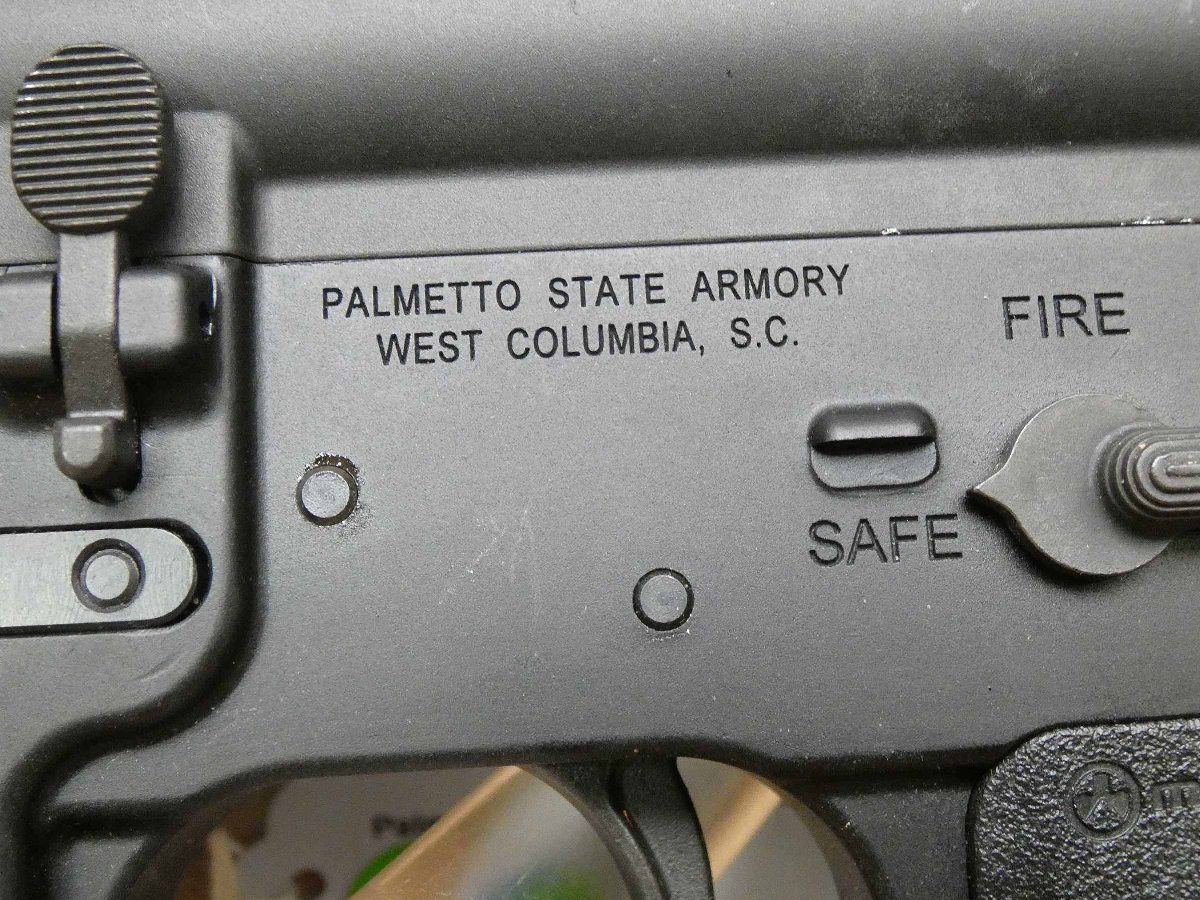 PALMETTO STATE ARMORY
WEST COLUMBIA, S.C.
FIRE
SAFE